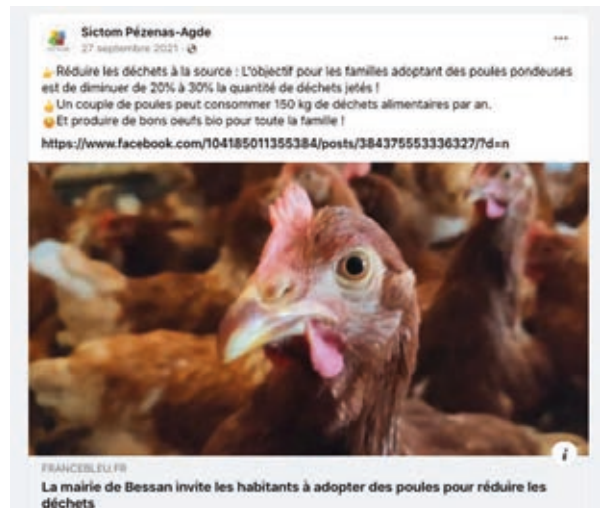 Sictom Pézenas-Agde
27 septembre 2021
Réduire les déchets à la source : L'objectif pour les familles adoptant des poules pondeuses
est de diminuer de 20% à 30% la quantité de déchets jetés !
Un couple de poules peut consommer 150 kg de déchets alimentaires par an.
Et produire de bons oeufs bio pour toute la famille !
https://www.facebook.com/104185011355384/posts/384375553336327/?d=n
i
FRANCEBLEU.FR
La mairie de Bessan invite les habitants à adopter des poules pour réduire les
déchets